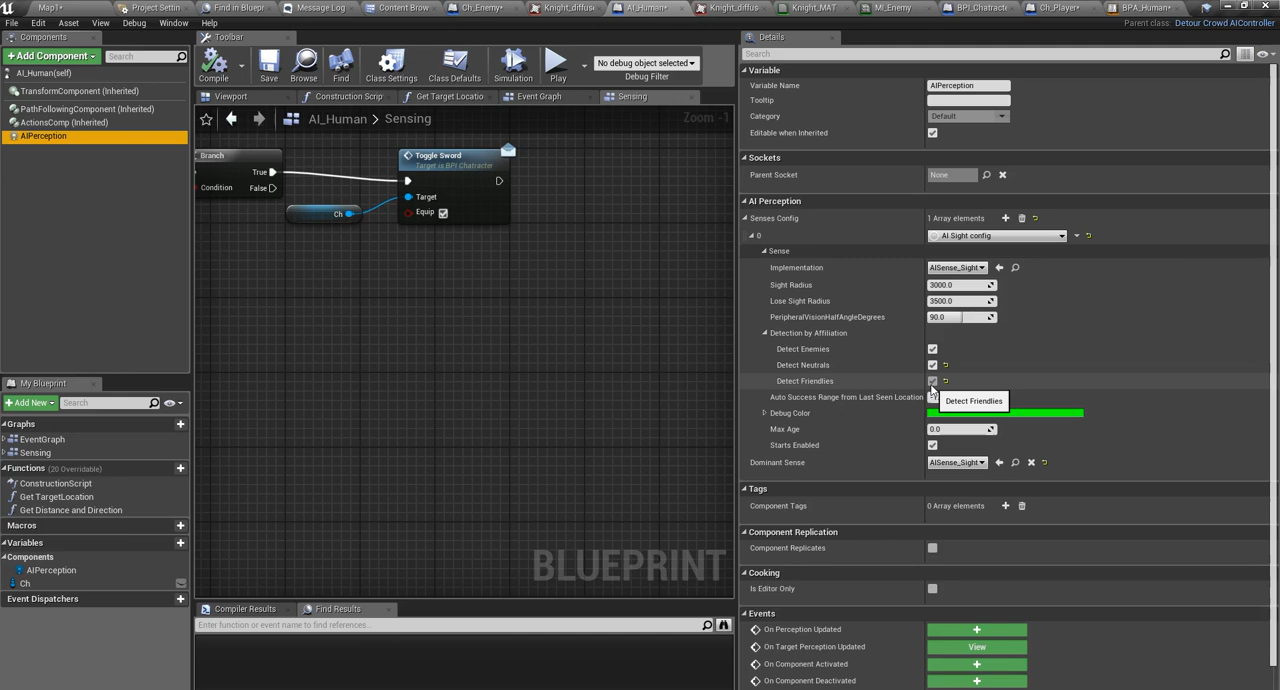 Map1*
Project Settin
Find in Bluepri
Message Log
Content Brow
Ch_Enemy*
Knight_diffus
AI_Human*
Knight_diffus
Knight_MAT
MI_Enemy
BPI_Chatracte
Ch_Player*
BPA_Human*
File Edit Asset View Debug Window Help
Parent class: Detour Crowd AIController
Components
Toolbar
Details
Add Component
Search
AI_Human(self)
TransformComponent (Inherited)
PathFollowingComponent (Inherited)
ActionsComp (Inherited)
AIPerception
Compile
Save
Browse
Find
Class Settings
Class Defaults
Simulation
Play
No debug object selected
Debug Filter
Viewport
Construction Scrip
Get Target Locatio
Event Graph
Sensing
AI_Human > Sensing
Zoom -1
Branch
True
Condition
False
Toggle Sword
Target is BPI Chatracter
Target
Equip
Ch
BLUEPRINT
My Blueprint
Add New
Search
Graphs
EventGraph
Sensing
Functions (20 Overridable)
ConstructionScript
Get TargetLocation
Get Distance and Direction
Macros
Variables
Components
AIPerception
Ch
Event Dispatchers
Compiler Results
Find Results
Enter function or event name to find references...
Search
Variable
Variable Name AIPerception
Tooltip
Category Default
Editable when Inherited
Sockets
Parent Socket None
AI Perception
Senses Config 1 Array elements
0 AI Sight config
Sense
Implementation AISense_Sight
Sight Radius 3000.0
Lose Sight Radius 3500.0
PeripheralVisionHalfAngleDegrees 90.0
Detection by Affiliation
Detect Enemies
Detect Neutrals
Detect Friendlies
Auto Success Range from Last Seen Location
Detect Friendlies
Debug Color
Max Age 0.0
Starts Enabled
Dominant Sense AISense_Sight
Tags
Component Tags 0 Array elements
Component Replication
Component Replicates
Cooking
Is Editor Only
Events
On Perception Updated
On Target Perception Updated View
On Component Activated
On Component Deactivated